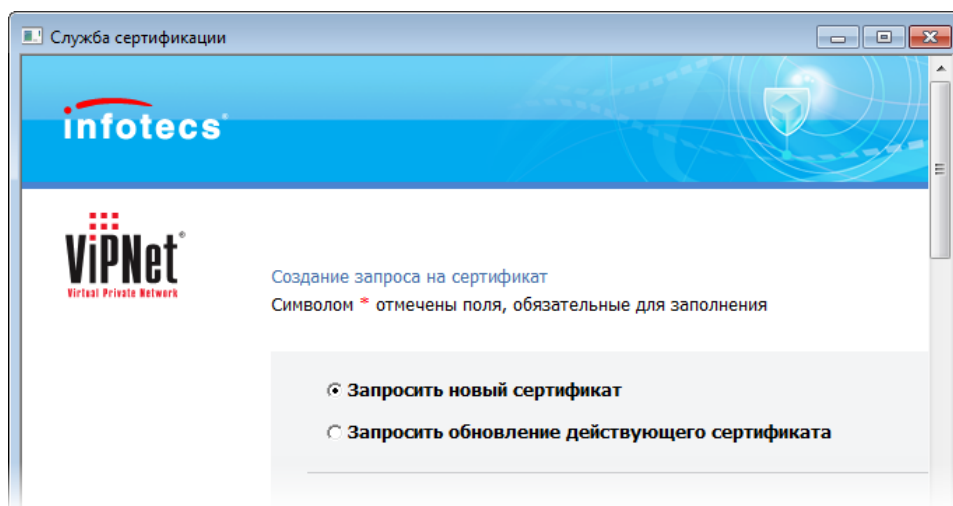 Служба сертификации
infotecs
ViPNet®
Virtual Private Network
Создание запроса на сертификат
Символом * отмечены поля, обязательные для заполнения
Запросить новый сертификат
Запросить обновление действующего сертификата